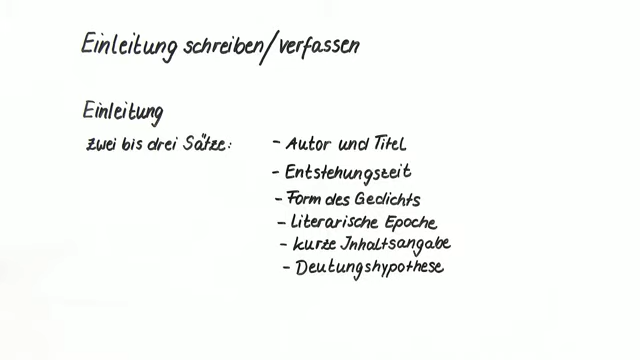 Einleitung schreiben/verfassen
Einleitung
zwei bis drei Sätze: - Autor und Titel
- Entstehungszeit
- Form des Gedichts
- Literarische Epoche
- kurze Inhaltsangabe
- Deutungshypothese